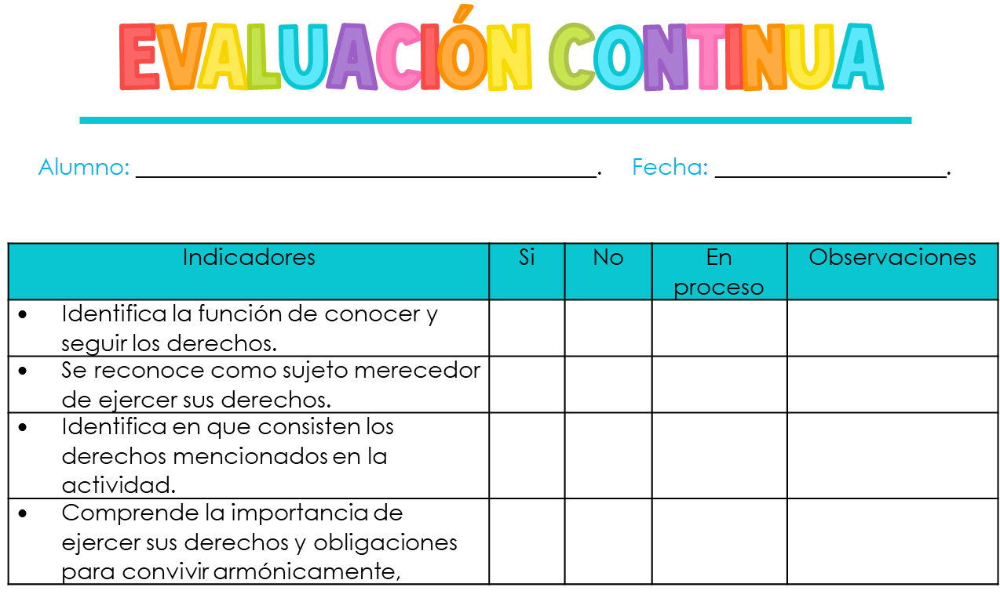 EVALUACIÓN CONTINUA
Alumno: ____________________________________. Fecha: __________________.
Indicadores Si No En proceso Observaciones
• Identifica la función de conocer y
seguir los derechos.
• Se reconoce como sujeto merecedor
de ejercer sus derechos.
• Identifica en que consisten los
derechos mencionados en la
actividad.
• Comprende la importancia de
ejercer sus derechos y obligaciones
para convivir armónicamente,